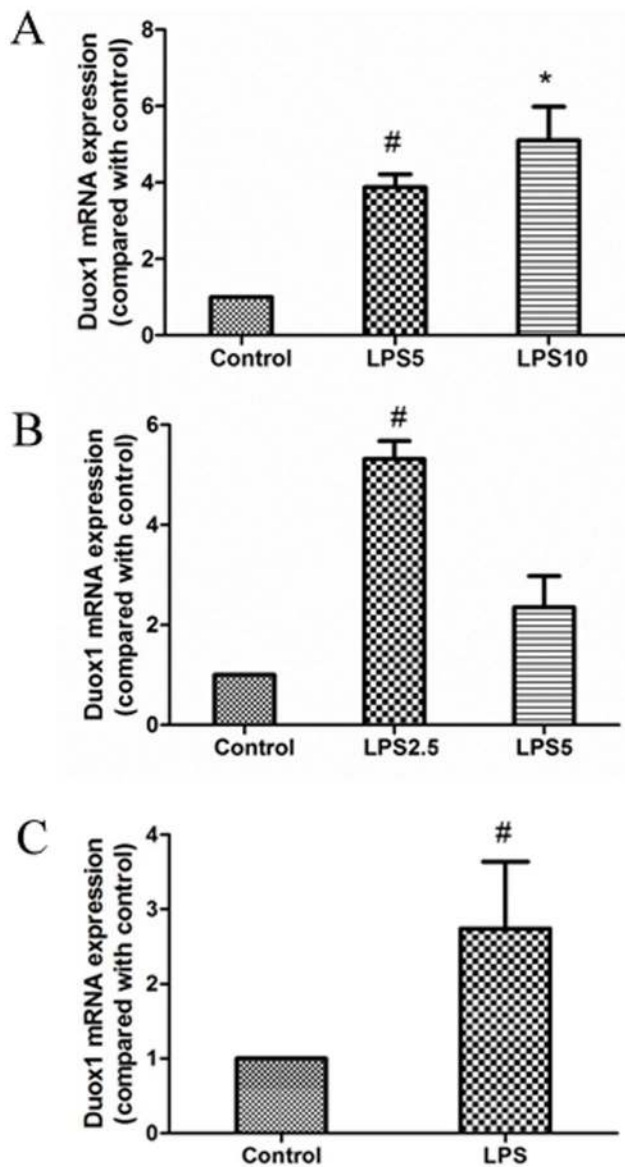 A
Duox1 mRNA expression
(compared with control)
8
6
4
2
0
#
*
Control
LPS5
LPS10
B
Duox1 mRNA expression
(compared with control)
6
4
2
0
#
Control
LPS2.5
LPS5
C
Duox1 mRNA expression
(compared with control)
4
3
2
1
0
#
Control
LPS